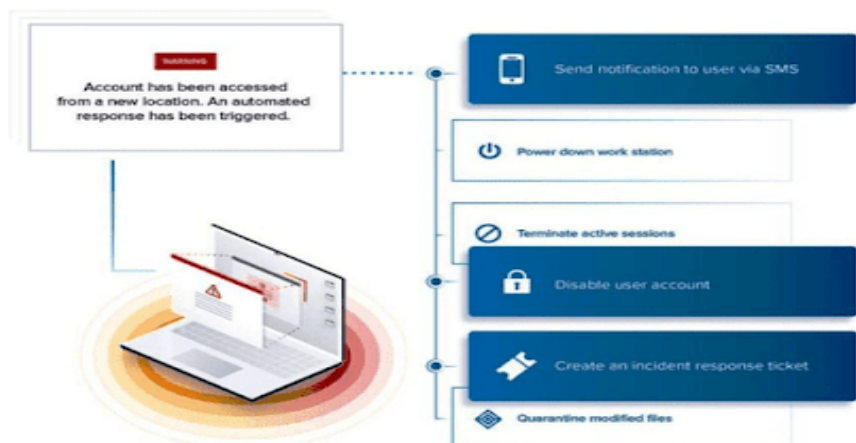 WARNING
Account has been accessed
from a new location. An automated
response has been triggered.
Send notification to user via SMS
Power down work station
Terminate active sessions
Disable user account
Create an incident response ticket
Quarantine modified files